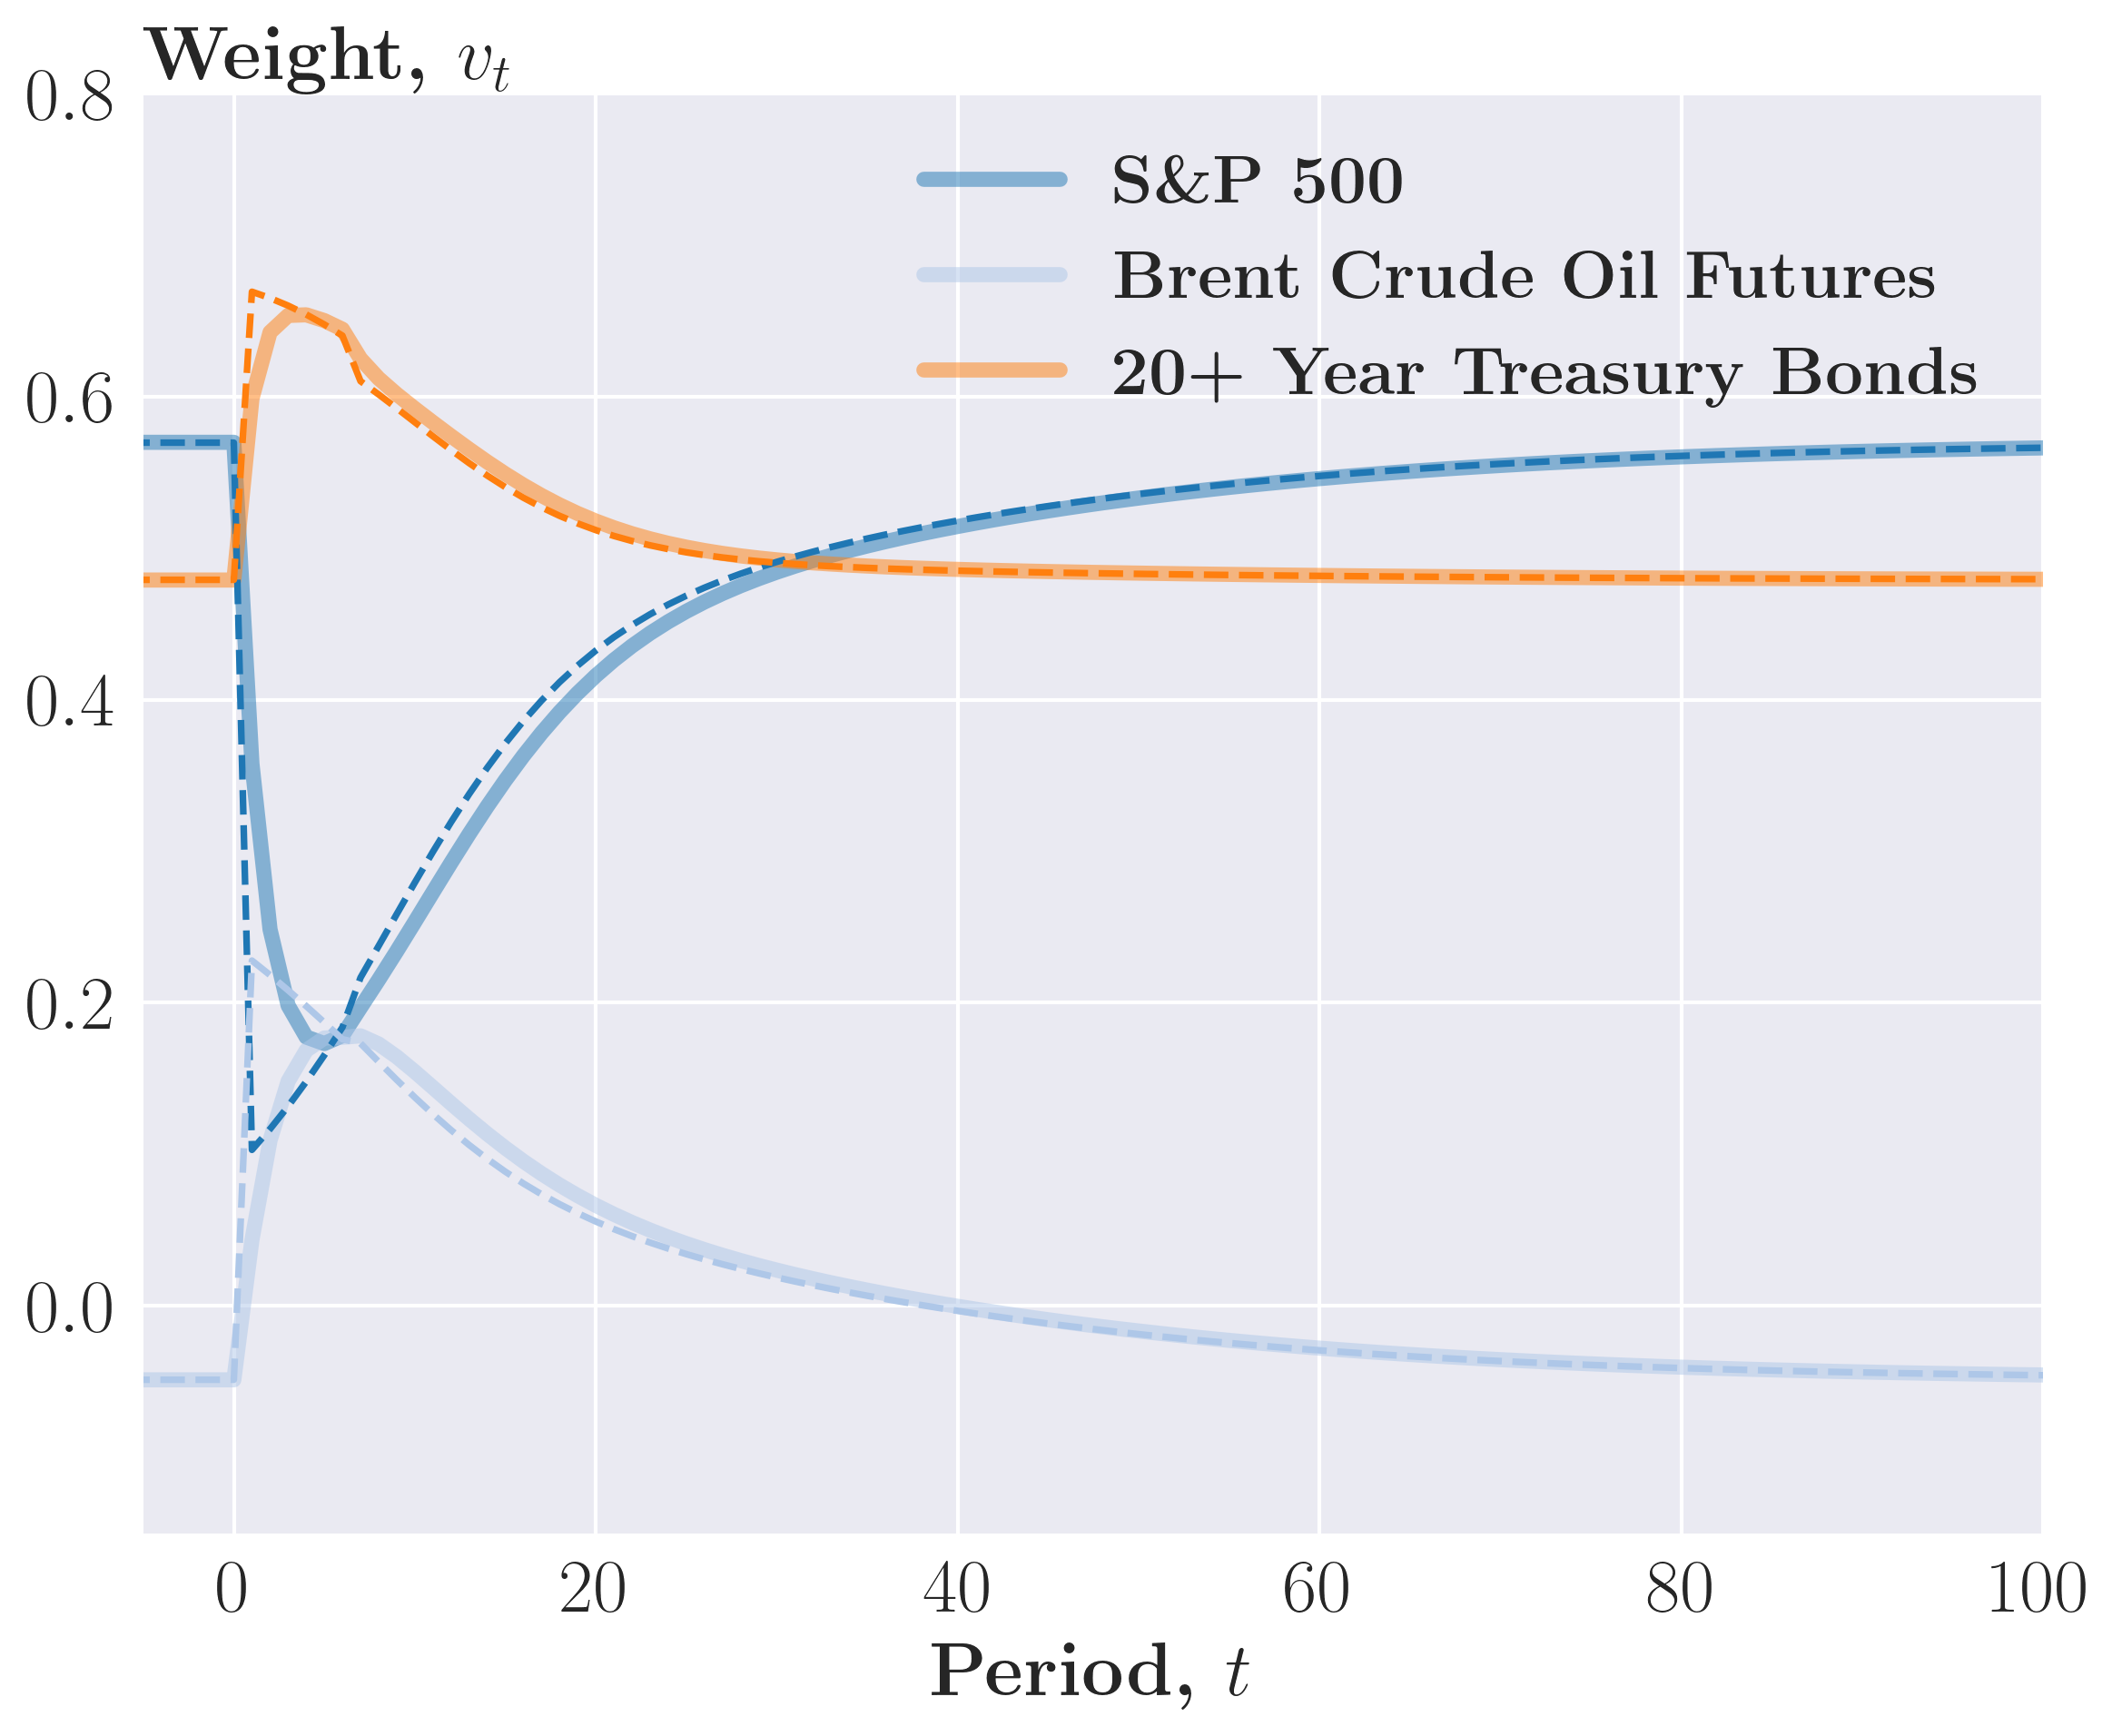 Weight, v_t
0.8
0.6
0.4
0.2
0.0
S&P 500
Brent Crude Oil Futures
20+ Year Treasury Bonds
0 20 40 60 80 100
Period, t